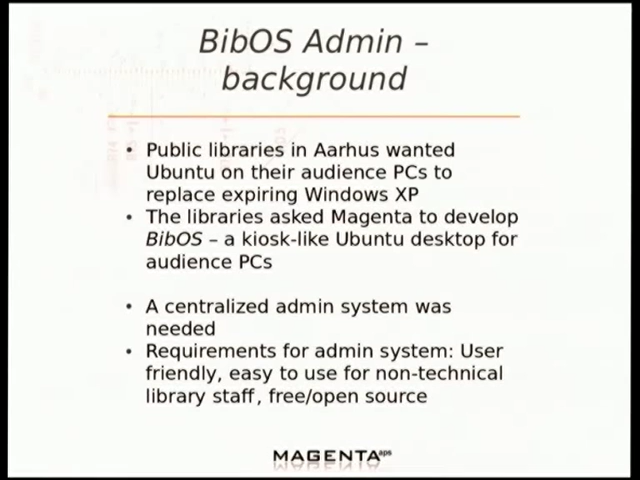 BibOS Admin –
background
• Public libraries in Aarhus wanted
Ubuntu on their audience PCs to
replace expiring Windows XP
• The libraries asked Magenta to develop
BibOS – a kiosk-like Ubuntu desktop for
audience PCs
• A centralized admin system was
needed
• Requirements for admin system: User
friendly, easy to use for non-technical
library staff, free/open source
MAGENTA aps